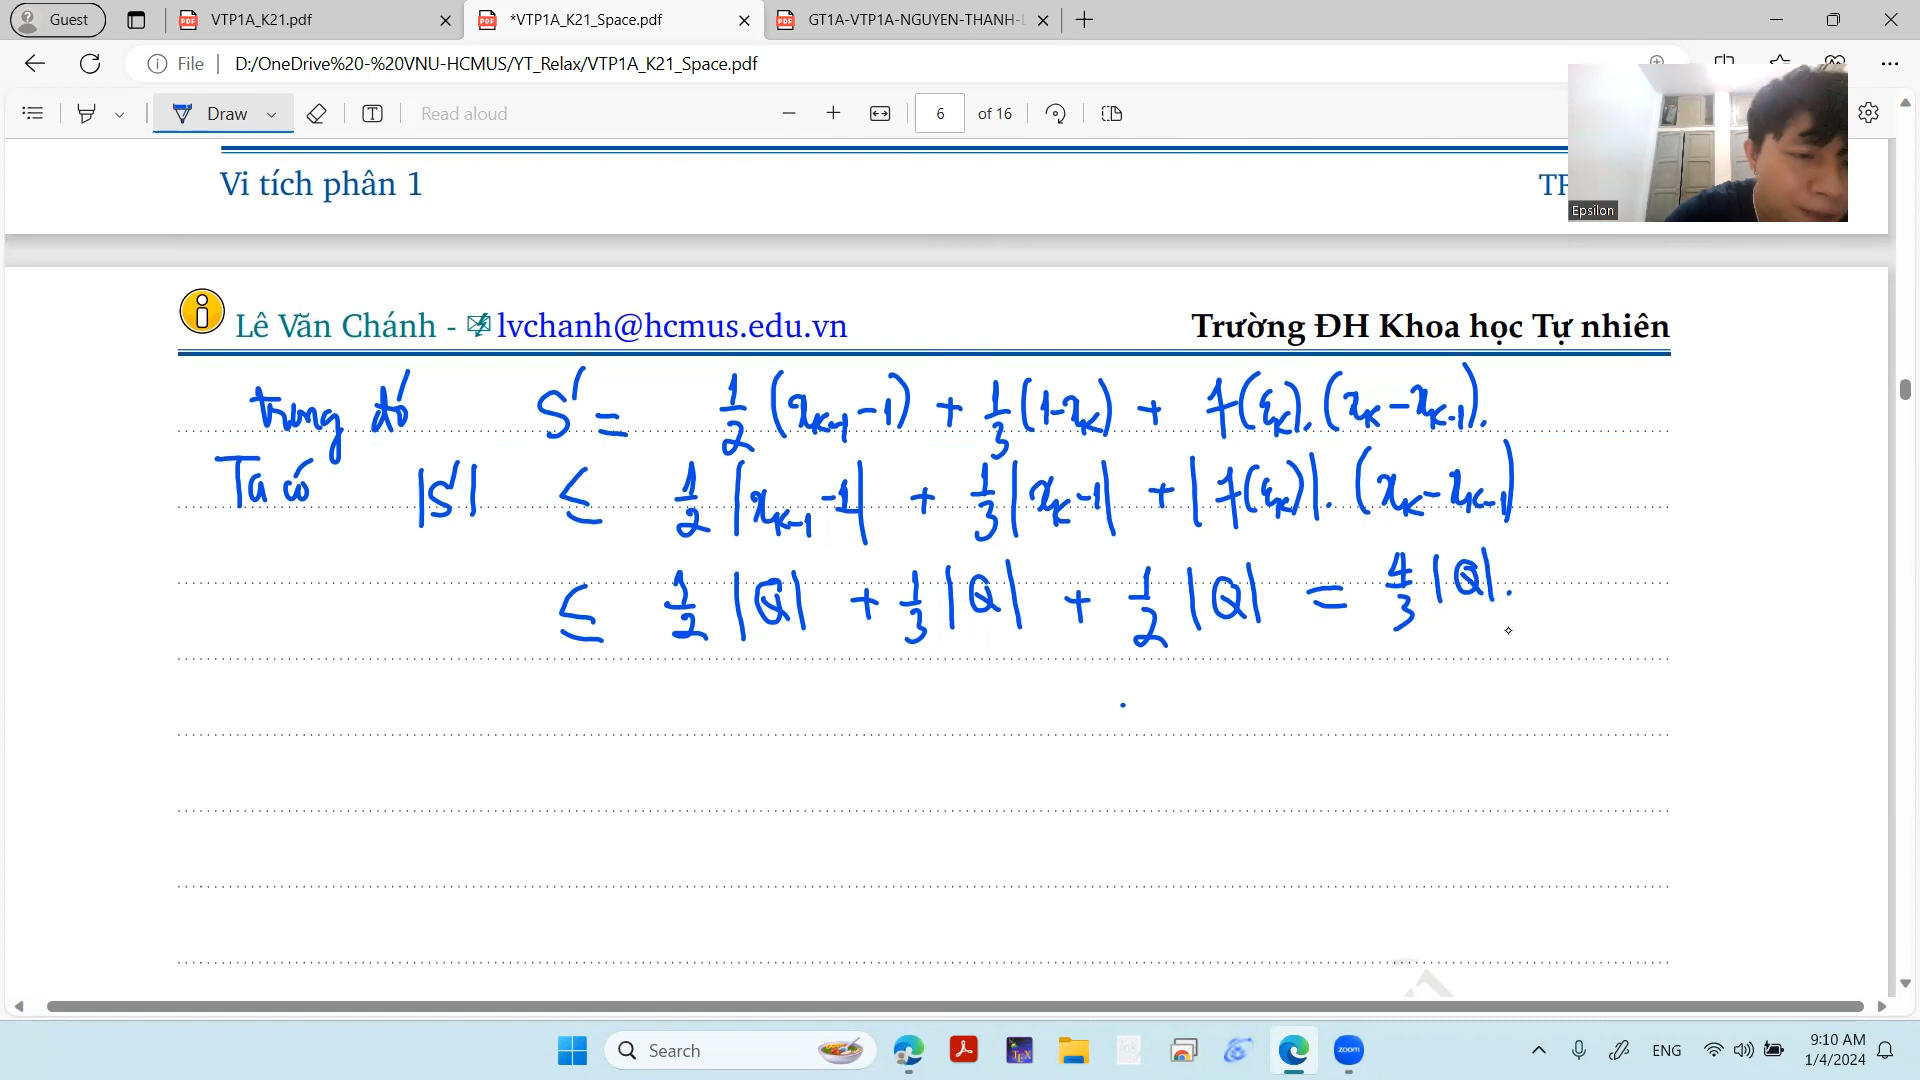 Guest
VTP1A_K21.pdf
*VTP1A_K21_Space.pdf
GT1A-VTP1A-NGUYEN-THANH-L
File
D:/OneDrive%20-%20VNU-HCMUS/YT_Relax/VTP1A_K21_Space.pdf
Draw
Read aloud
6 of 16
Vi tích phân 1
TR
Epsilon
Lê Văn Chánh - lvchanh@hcmus.edu.vn
Trường ĐH Khoa học Tự nhiên
trong đó S' = 1/2 (x_{k-1} - 1) + 1/3 (1 - x_k) + f(ξ_k).(x_k - x_{k-1}).
Ta có |S'| ≤ 1/2 |x_{k-1} - 1| + 1/3 |x_k - 1| + |f(ξ_k)|.(x_k - x_{k-1})
≤ 1/2 |Q| + 1/3 |Q| + 1/2 |Q| = 4/3 |Q|.
Search
zoom
ENG
9:10 AM
1/4/2024